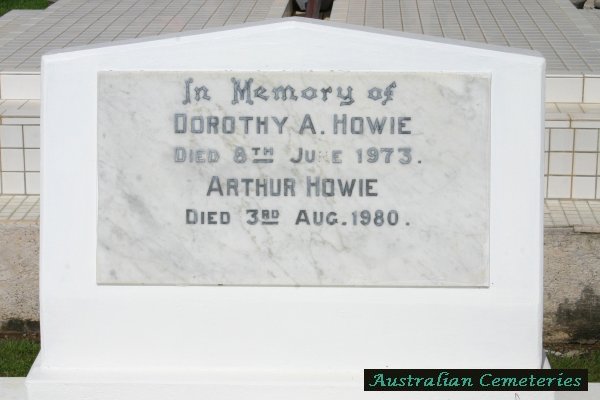 In Memory of
DOROTHY A. HOWIE
DIED 8TH JUNE 1973.
ARTHUR HOWIE
DIED 3RD AUG. 1980.
Australian Cemeteries